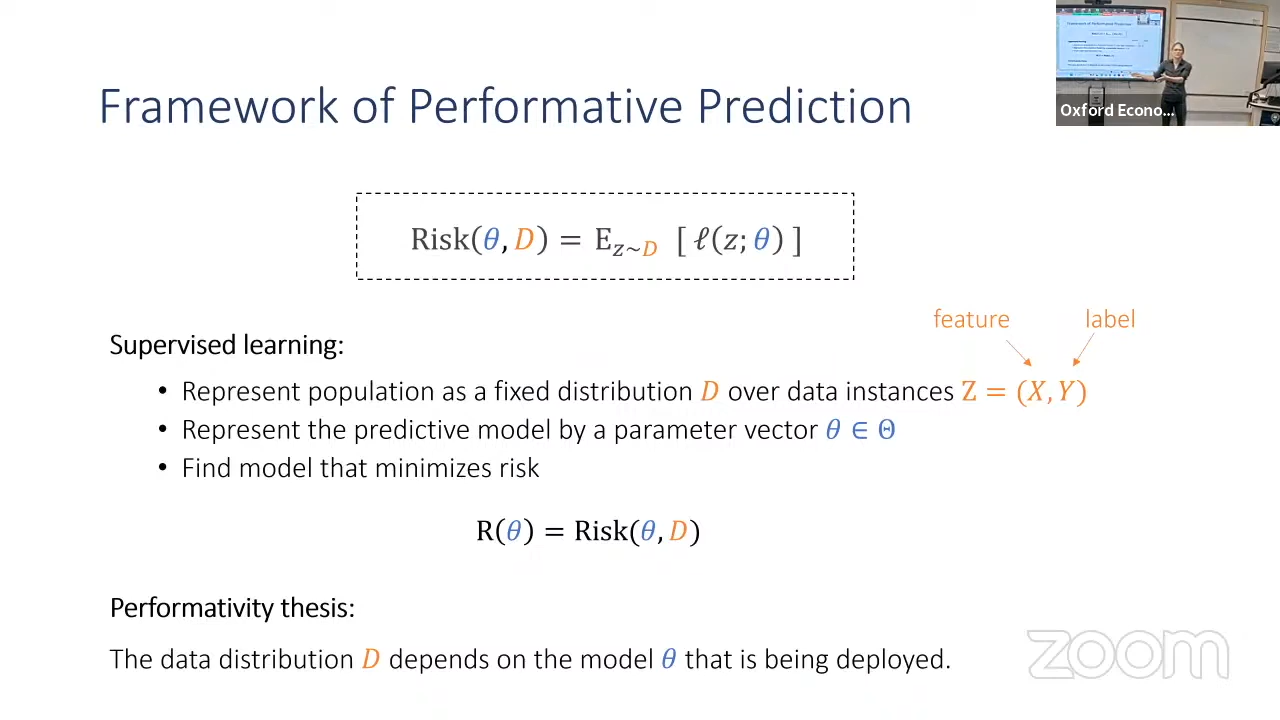 Framework of Performative Prediction
Oxford Econo...
Risk(θ, D) = E_{z~D} [ ℓ(z; θ) ]
feature label
Supervised learning:
• Represent population as a fixed distribution D over data instances Z = (X, Y)
• Represent the predictive model by a parameter vector θ ∈ Θ
• Find model that minimizes risk
R(θ) = Risk(θ, D)
Performativity thesis:
The data distribution D depends on the model θ that is being deployed.
zoom